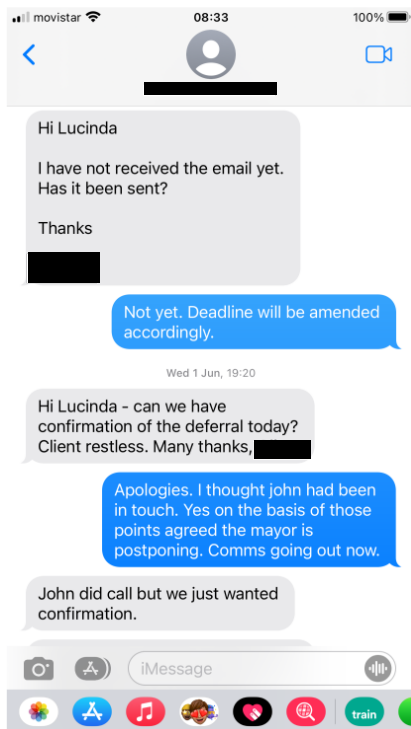 movistar
08:33
100%
Hi Lucinda
I have not received the email yet.
Has it been sent?
Thanks
Not yet. Deadline will be amended
accordingly.
Wed 1 Jun, 19:20
Hi Lucinda - can we have
confirmation of the deferral today?
Client restless. Many thanks,
Apologies. I thought john had been
in touch. Yes on the basis of those
points agreed the mayor is
postponing. Comms going out now.
John did call but we just wanted
confirmation.
iMessage
train